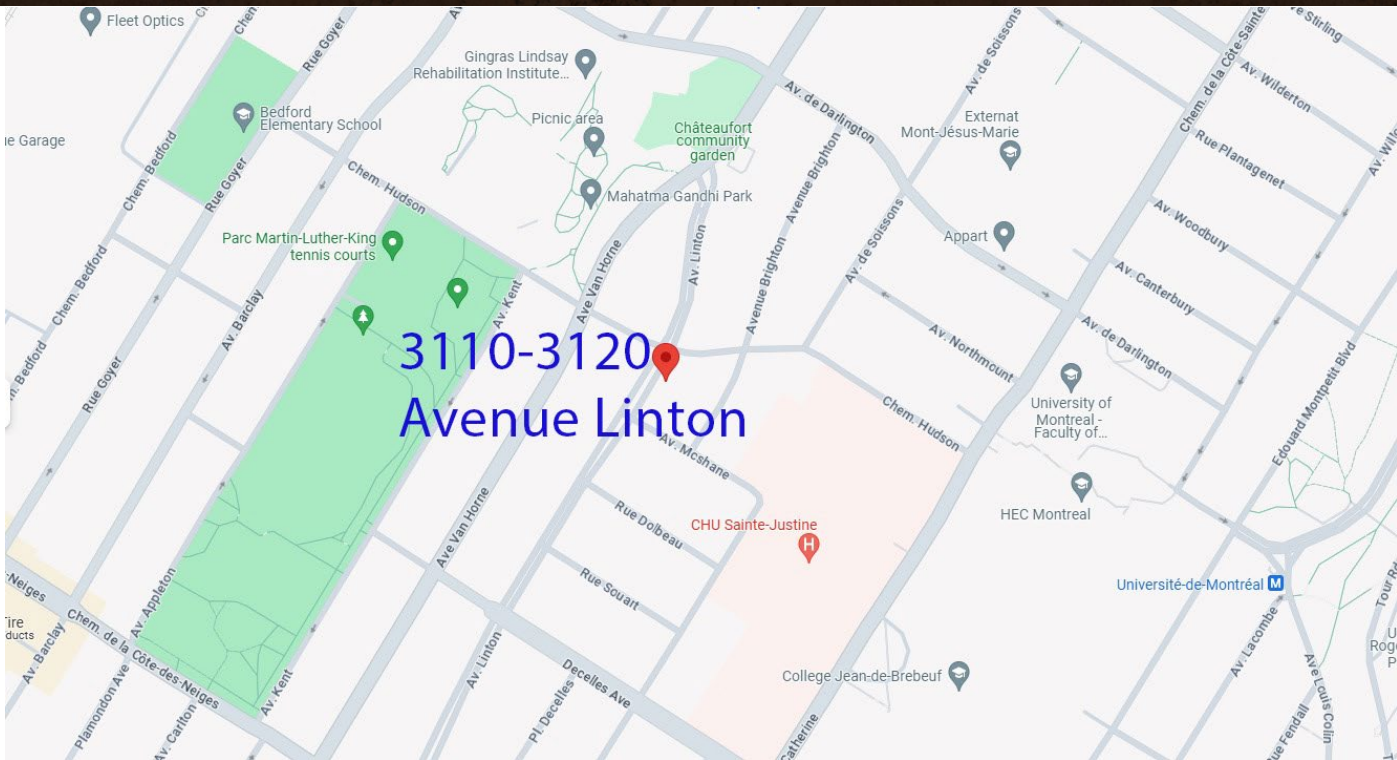 Fleet Optics
Chem. Bedford
Rue Goyer
Gingras Lindsay
Rehabilitation Institute...
Av. de Soissons
Chem. de la Côte-Sainte-
Stirling
Av. Wilderton
Bedford
Elementary School
Picnic area
Châteaufort
community
garden
Av. de Darlington
Externat
Mont-Jésus-Marie
Garage
Rue Plantagenet
Chem. Bedford
Rue Goyer
Chem. Hudson
Mahatma Gandhi Park
Avenue Brighton
Av. Woodbury
Parc Martin-Luther-King
tennis courts
Ave Van Horne
Av. Linton
Avenue Brighton
Av. de Soissons
Appart
Av. Canterbury
Chem. Bedford
Av. Barclay
Av. Kent
3110-3120
Avenue Linton
Av. Northmount
Av. de Darlington
Rue Goyer
Bedford
Chem. Hudson
University of
Montreal -
Faculty of...
Edouard Montpetit Blvd
Av. Mcshane
Rue Dolbeau
CHU Sainte-Justine
H
HEC Montreal
Ave Van Horne
Rue Souart
Université-de-Montréal M
-Neiges
Av. Appleton
Chem. de la Côte-des-Neiges
Av. Barclay
Plamondon Ave
Av. Carlton
Av. Kent
Av. Linton
Decelles Ave
Pl. Decelles
College Jean-de-Brebeuf
Catherine
Av. Lacombe
Ave Louis Colin
Rue Fendall